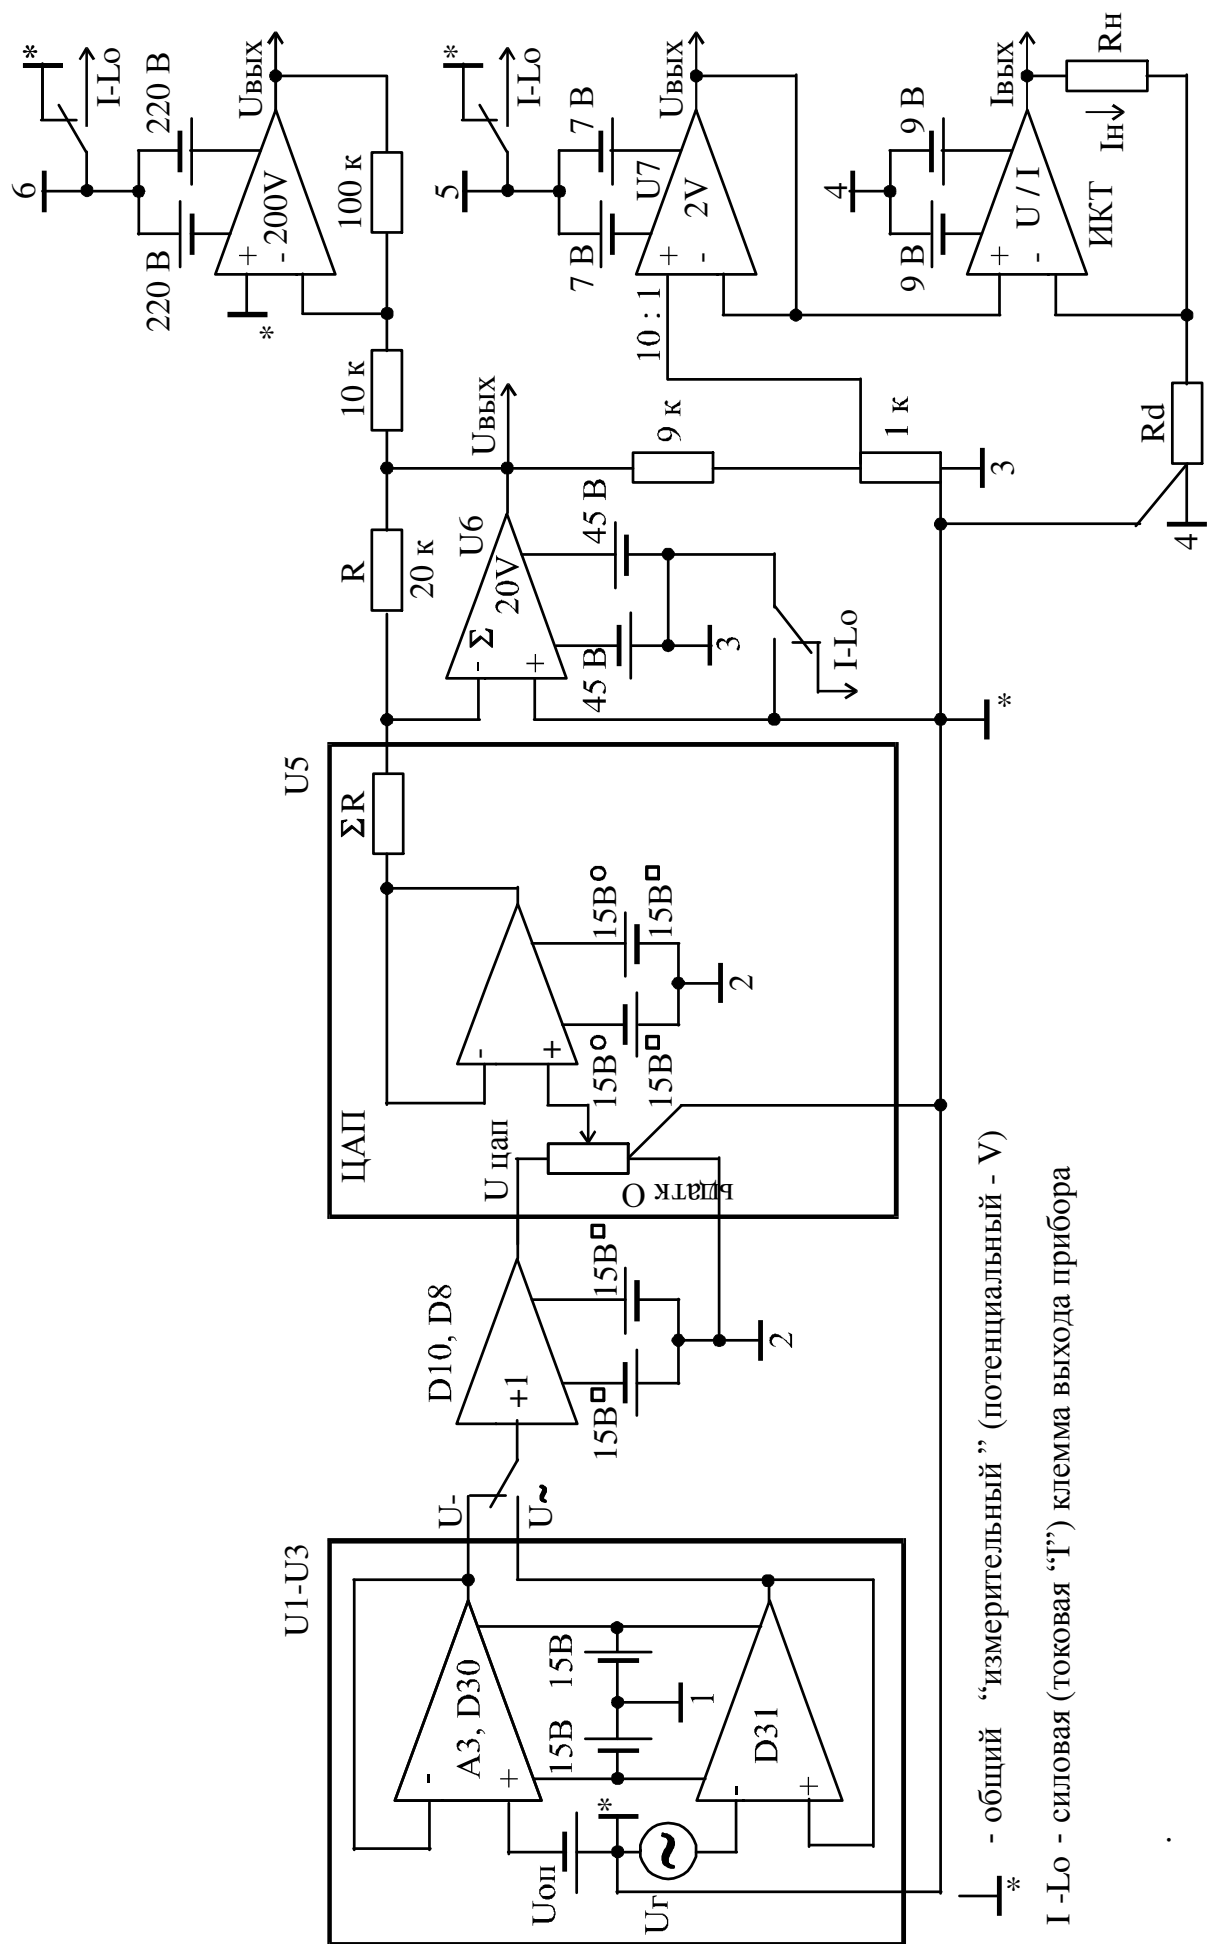 U1-U3
U-
U~
A3, D30
-
+
15В
15В
1
Uоп
*
Uг
~
D31
-
+
D10, D8
+1
15В
15В
2
U5
ЦАП
U цап
ΣR
-
+
15В
15В
15В
15В
2
R
20 к
Σ
U6
20V
-
+
45 В
45 В
3
I-Lo
*
Uвых
10 к
9 к
1 к
3
10 : 1
6
*
I-Lo
220 В
220 В
Uвых
+
-
200V
*
100 к
5
*
I-Lo
7 В
7 В
Uвых
U7
+
-
2V
4
9 В
9 В
Iвых
+
-
U / I
ИКТ
Rн
Iн
Rd
4
* - общий “измерительный ” (потенциальный - V)
I -Lo - силовая (токовая “I”) клемма выхода прибора
.